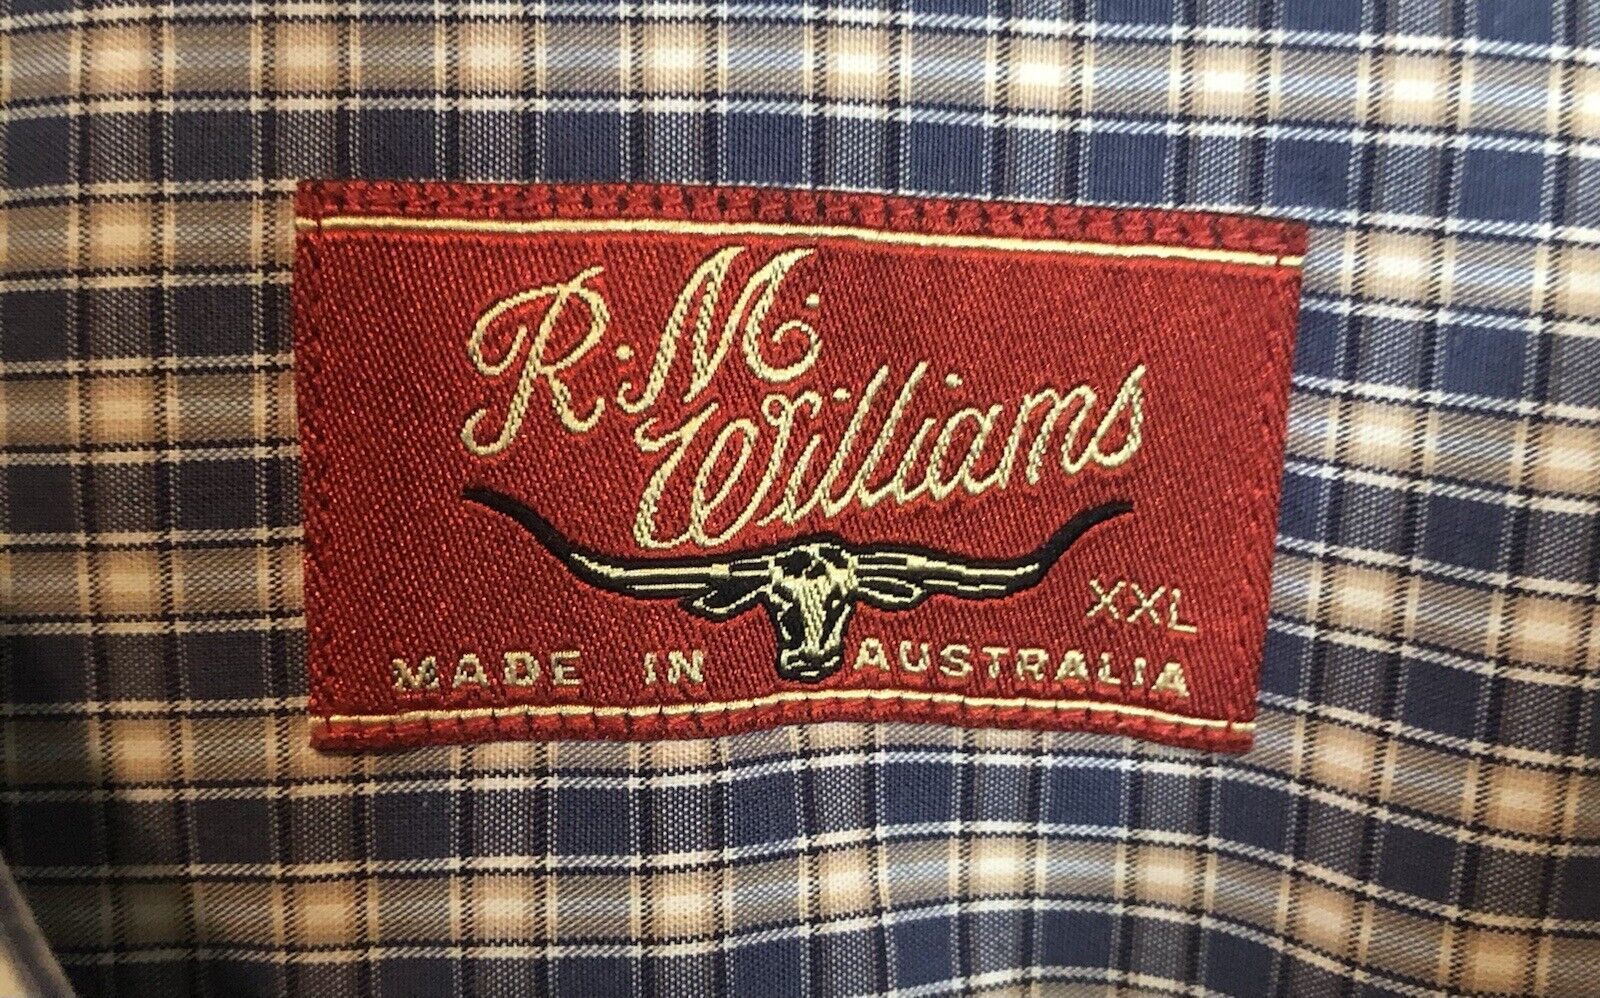 R.M.
Williams
XXL
MADE IN AUSTRALIA